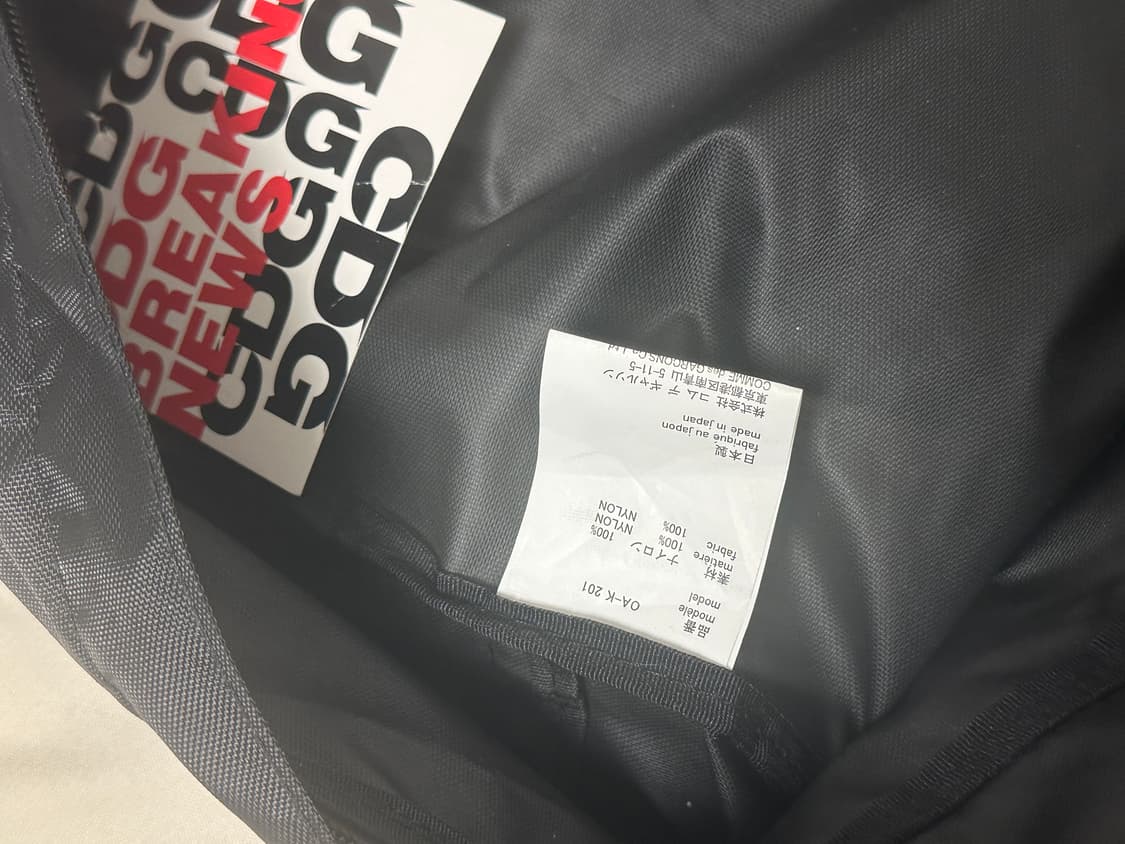 CDG
CDG
BREAKING
NEWS
CDGG
CDG
品番 OA-K 201
modèle
model
素材 ナイロン 100%
matière 100% NYLON
fabric 100% NYLON
日本製
fabriqué au japon
made in japan
株式会社 コム デ ギャルソン
東京都港区南青山 5-11-5
COMME des GARCONS Co.,Ltd